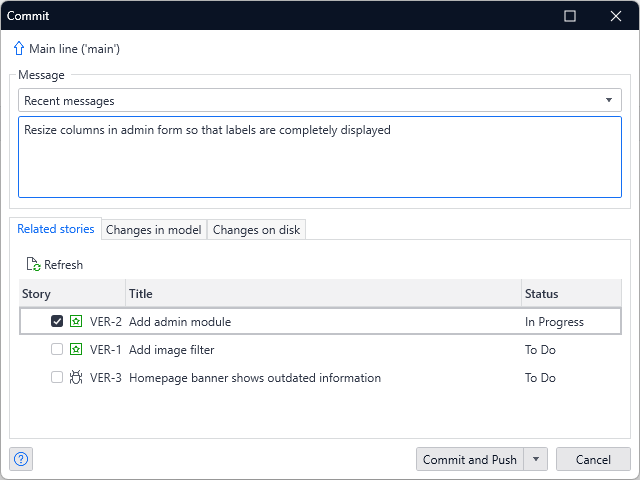 Commit
Main line ('main')
Message
Recent messages
Resize columns in admin form so that labels are completely displayed
Related stories Changes in model Changes on disk
Refresh
Story Title Status
VER-2 Add admin module In Progress
VER-1 Add image filter To Do
VER-3 Homepage banner shows outdated information To Do
? Commit and Push Cancel